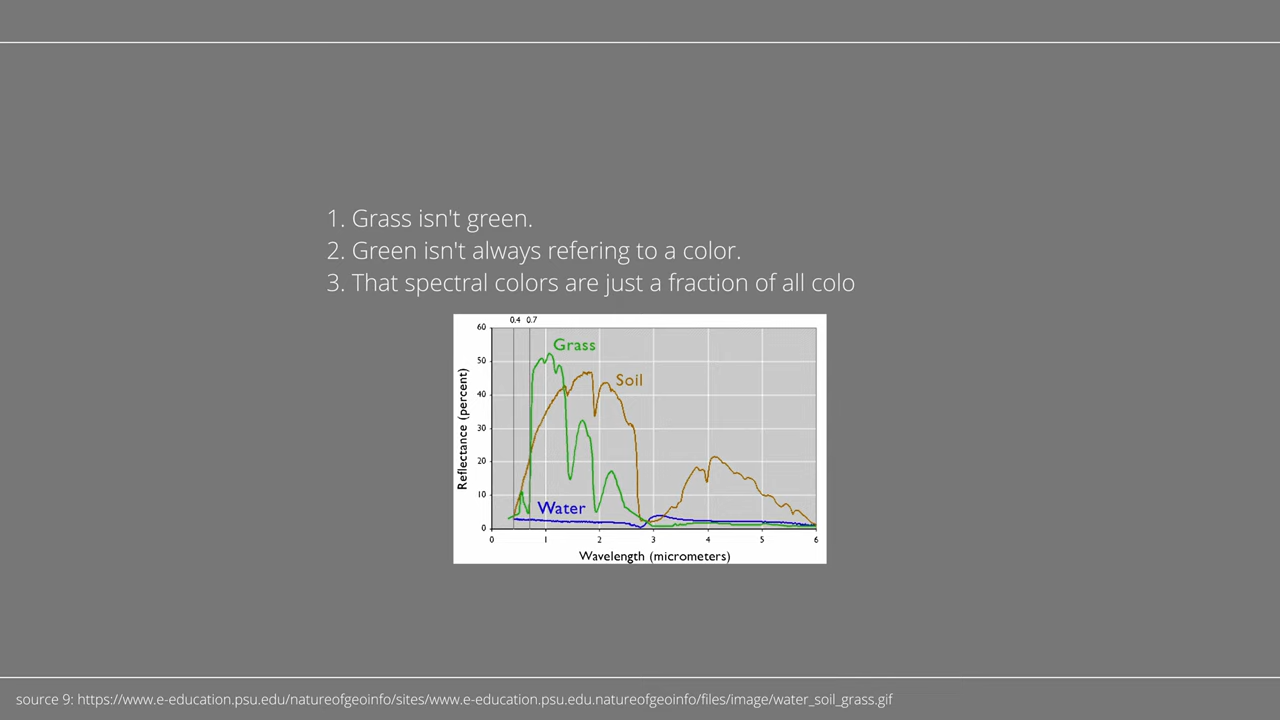 1. Grass isn't green.
2. Green isn't always refering to a color.
3. That spectral colors are just a fraction of all colo
0.4 0.7
60
50
40
30
20
10
0
Grass
Soil
Water
Reflectance (percent)
0 1 2 3 4 5 6
Wavelength (micrometers)
source 9: https://www.e-education.psu.edu/natureofgeoinfo/sites/www.e-education.psu.edu.natureofgeoinfo/files/image/water_soil_grass.gif